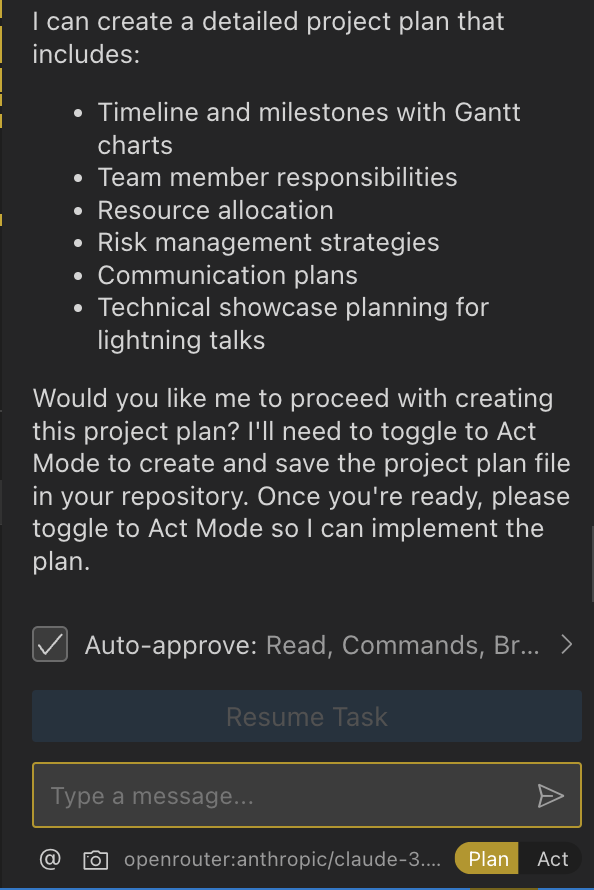 I can create a detailed project plan that
includes:
• Timeline and milestones with Gantt
charts
• Team member responsibilities
• Resource allocation
• Risk management strategies
• Communication plans
• Technical showcase planning for
lightning talks
Would you like me to proceed with creating
this project plan? I'll need to toggle to Act
Mode to create and save the project plan file
in your repository. Once you're ready, please
toggle to Act Mode so I can implement the
plan.
Auto-approve: Read, Commands, Br...
Resume Task
Type a message...
@ openrouter:anthropic/claude-3.... Plan Act